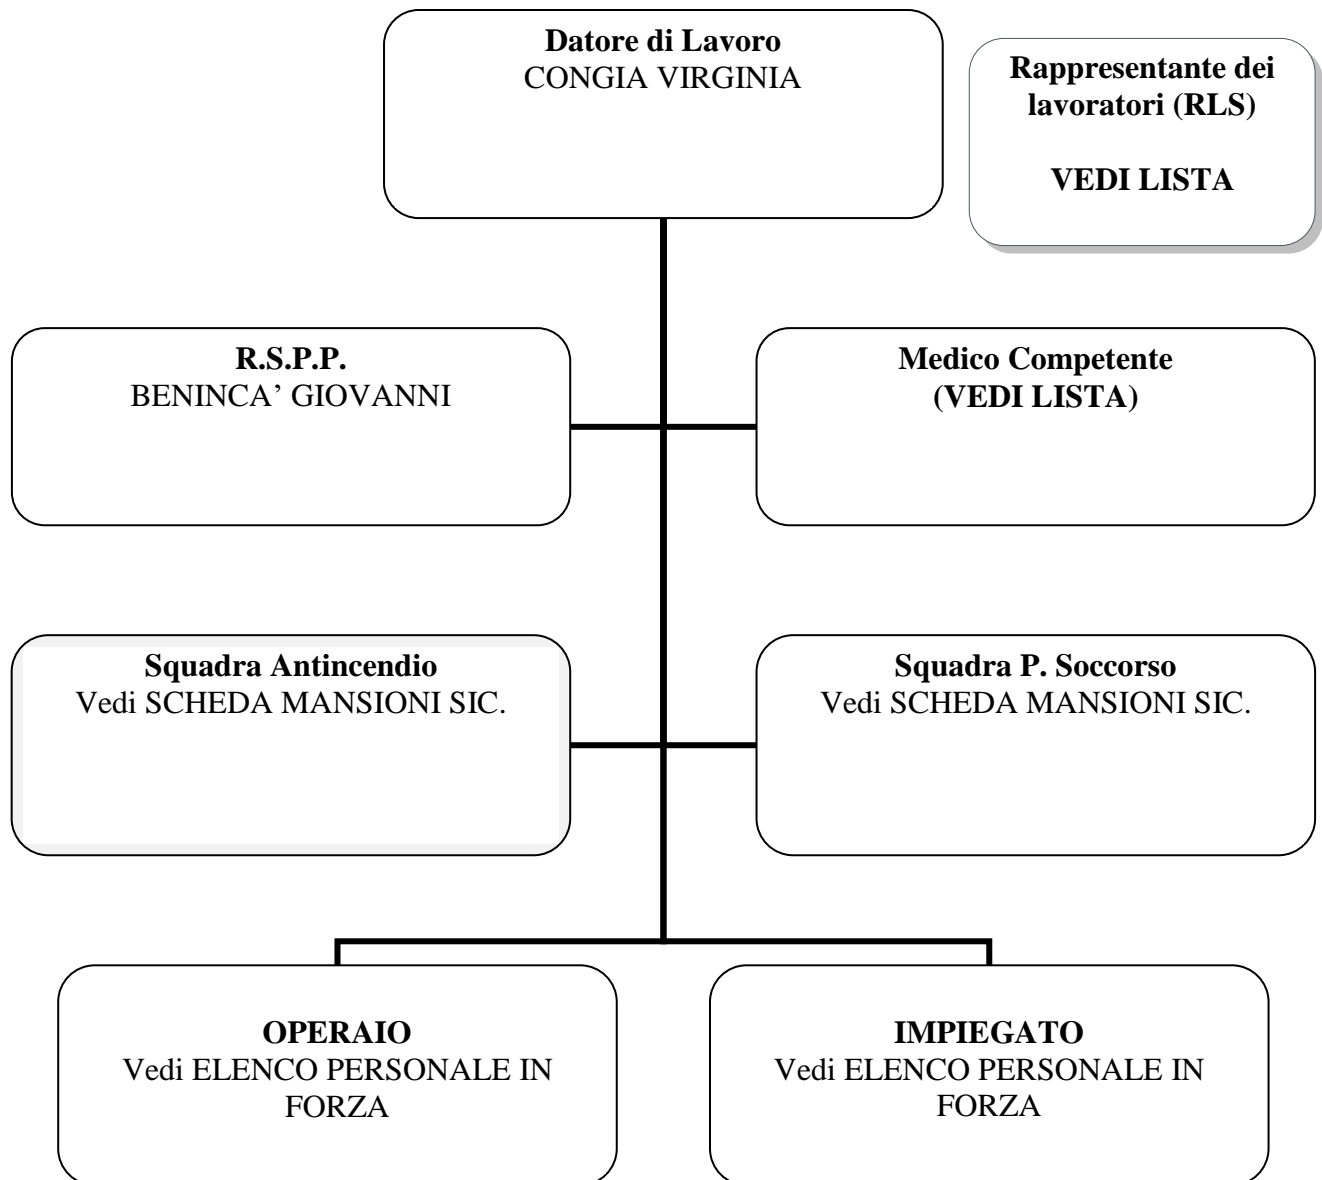 Datore di Lavoro
CONGIA VIRGINIA
Rappresentante dei
lavoratori (RLS)
VEDI LISTA
R.S.P.P.
BENINCA’ GIOVANNI
Medico Competente
(VEDI LISTA)
Squadra Antincendio
Vedi SCHEDA MANSIONI SIC.
Squadra P. Soccorso
Vedi SCHEDA MANSIONI SIC.
OPERAIO
Vedi ELENCO PERSONALE IN
FORZA
IMPIEGATO
Vedi ELENCO PERSONALE IN
FORZA